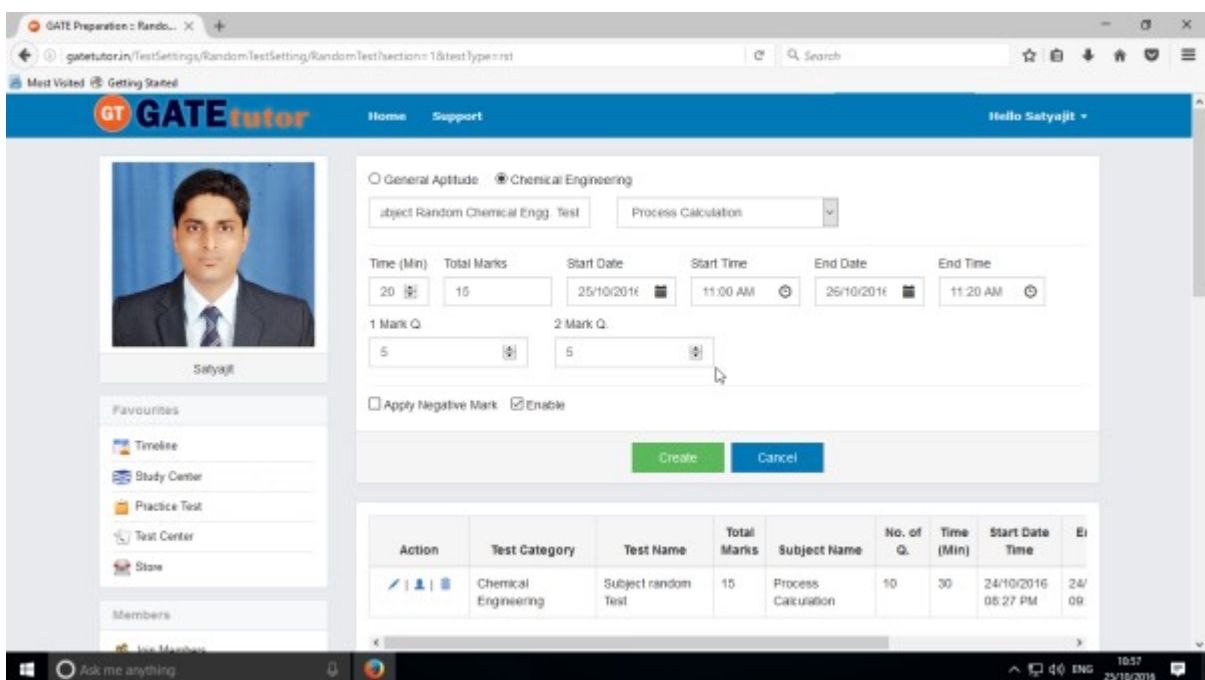 GATE Preparation :: Rando...
gatetutor.in/TestSettings/RandomTestSetting/RandomTest?section=1&testType=rst
Search
Most Visited Getting Started
GT GATEtutor Home Support Hello Satyajit
General Aptitude Chemical Engineering
ubject Random Chemical Engg. Test Process Calculation
Time (Min) Total Marks Start Date Start Time End Date End Time
20 15 25/10/2016 11:00 AM 26/10/2016 11:20 AM
1 Mark Q. 2 Mark Q.
5 5
Satyajit
Apply Negative Mark Enable
Create Cancel
Favourites
Timeline
Study Center
Practice Test
Test Center
Store
Members
Join Members
Action Test Category Test Name Total Marks Subject Name No. of Q. Time (Min) Start Date Time
Chemical Engineering Subject random Test 15 Process Calculation 10 30 24/10/2016 08:27 PM 24/ 09:
Ask me anything
ENG 10:57
25/10/2016